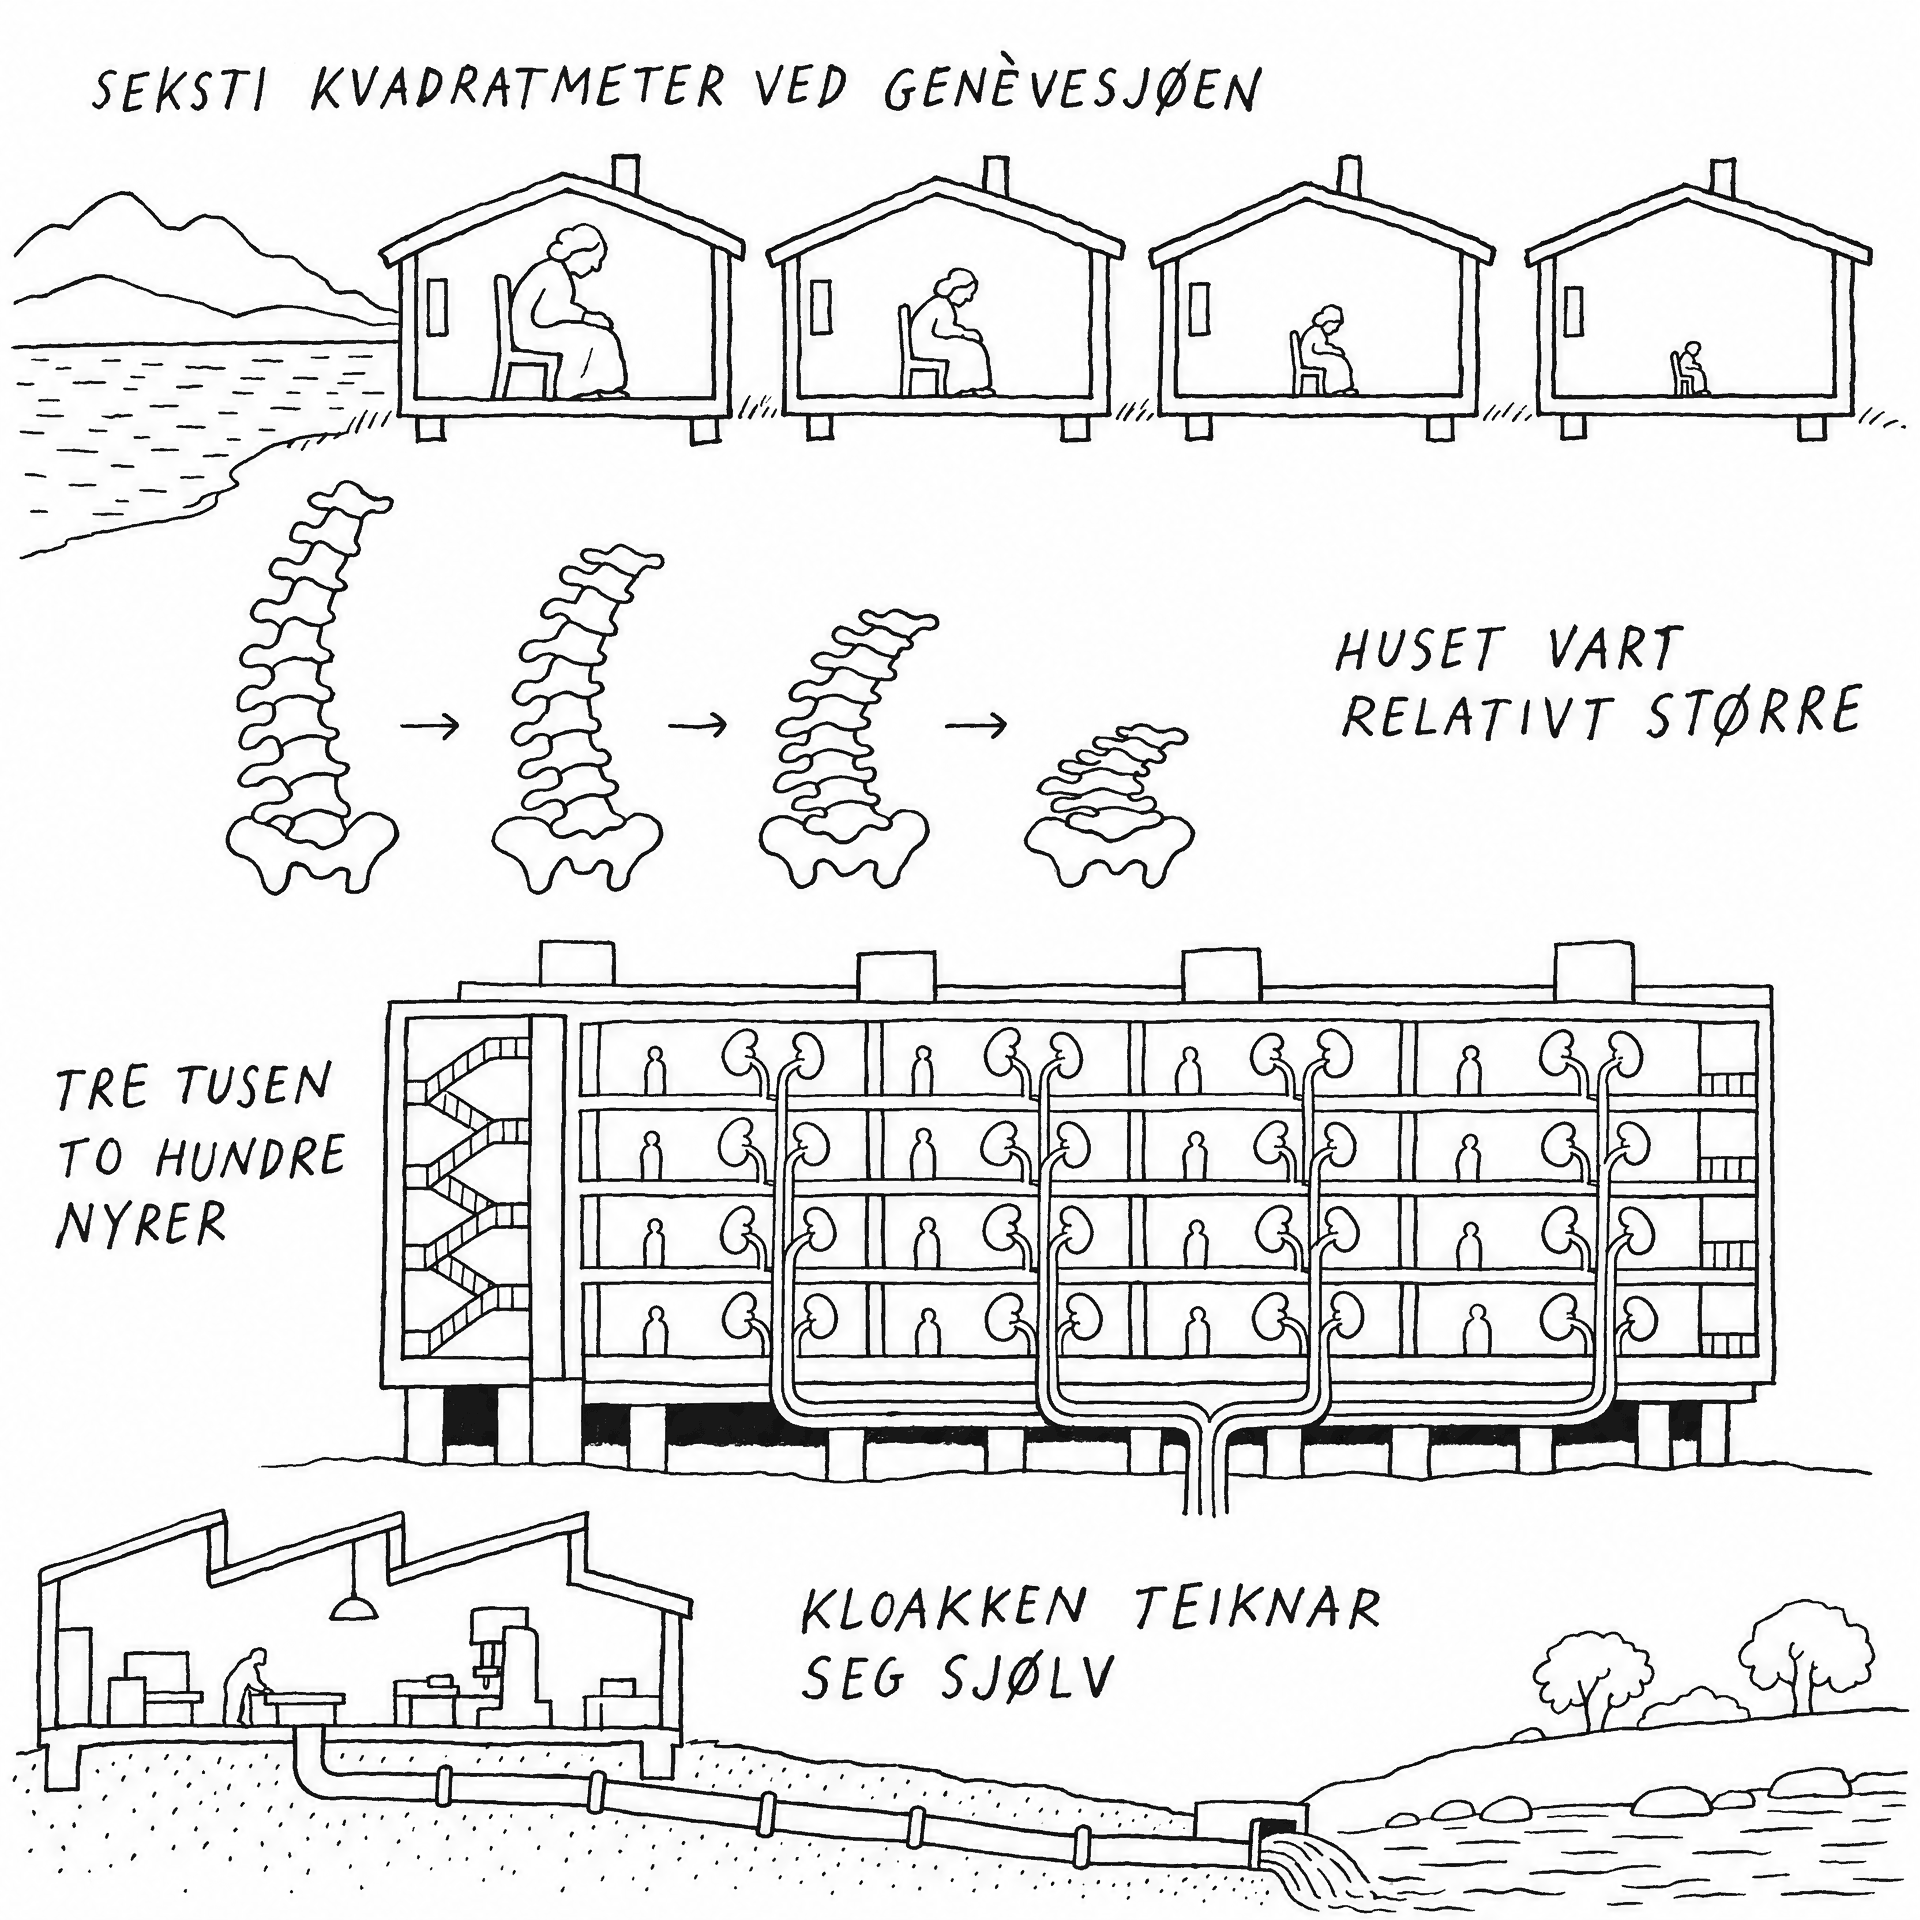 SEKSTI KVADRATMETER VED GENÈVESJØEN
HUSET VART
RELATIVT STØRRE
TRE TUSEN
TO HUNDRE
NYRER
KLOAKKEN TEIKNAR
SEG SJØLV